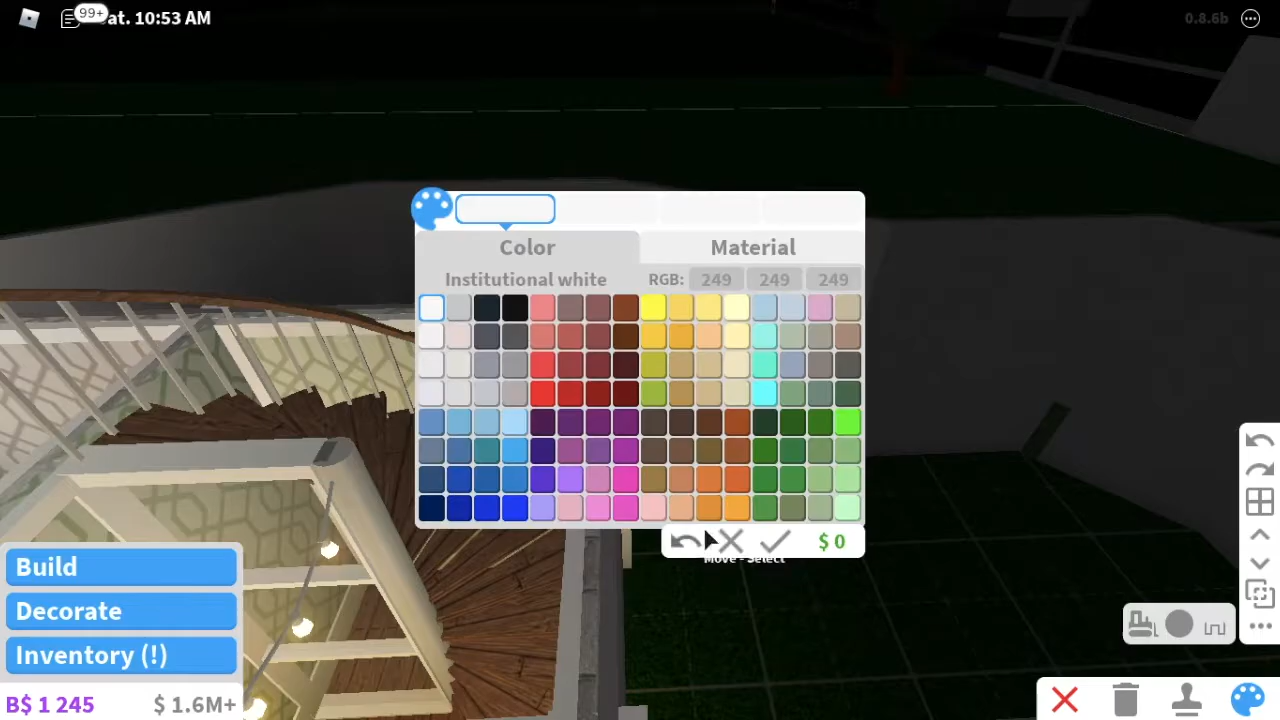 99+
at. 10:53 AM
0.8.6b
Color
Material
Institutional white
RGB: 249 249 249
$ 0
Move - Select
Build
Decorate
Inventory (!)
B$ 1 245
$ 1.6M+